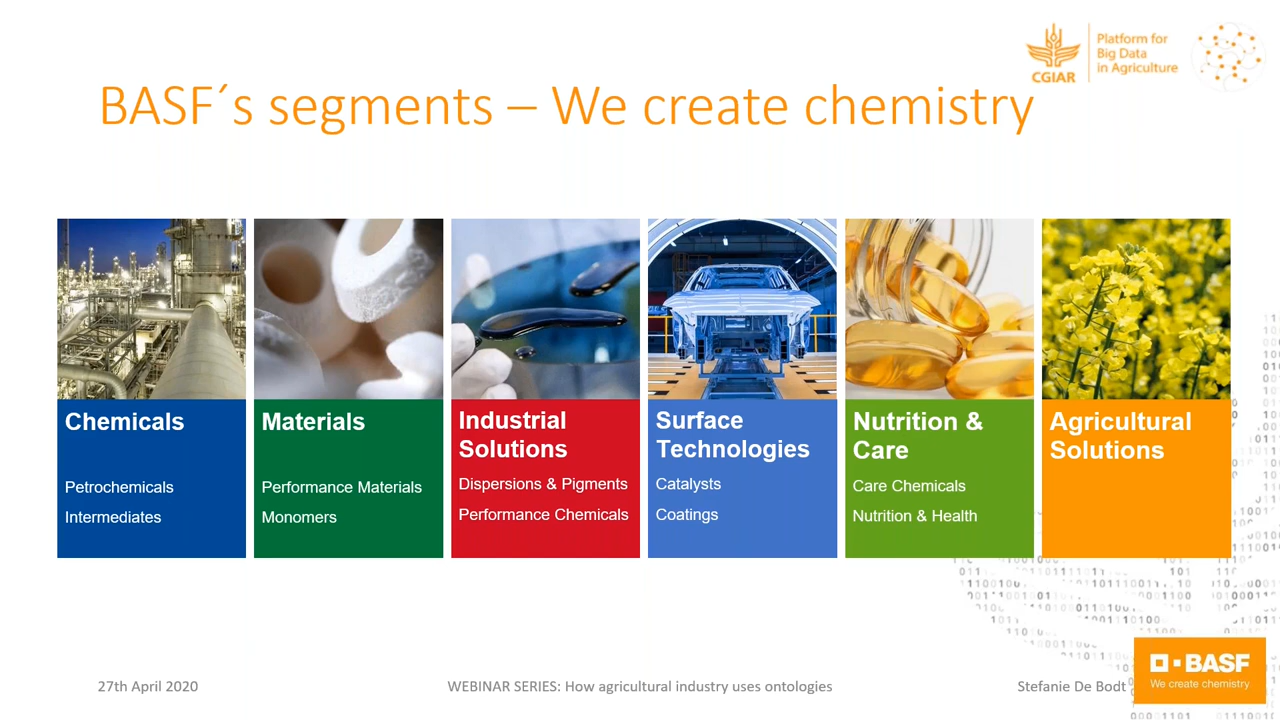 CGIAR
Platform for
Big Data
in Agriculture
BASF´s segments – We create chemistry
Chemicals
Petrochemicals
Intermediates
Materials
Performance Materials
Monomers
Industrial
Solutions
Dispersions & Pigments
Performance Chemicals
Surface
Technologies
Catalysts
Coatings
Nutrition &
Care
Care Chemicals
Nutrition & Health
Agricultural
Solutions
27th April 2020
WEBINAR SERIES: How agricultural industry uses ontologies
Stefanie De Bodt
BASF
We create chemistry